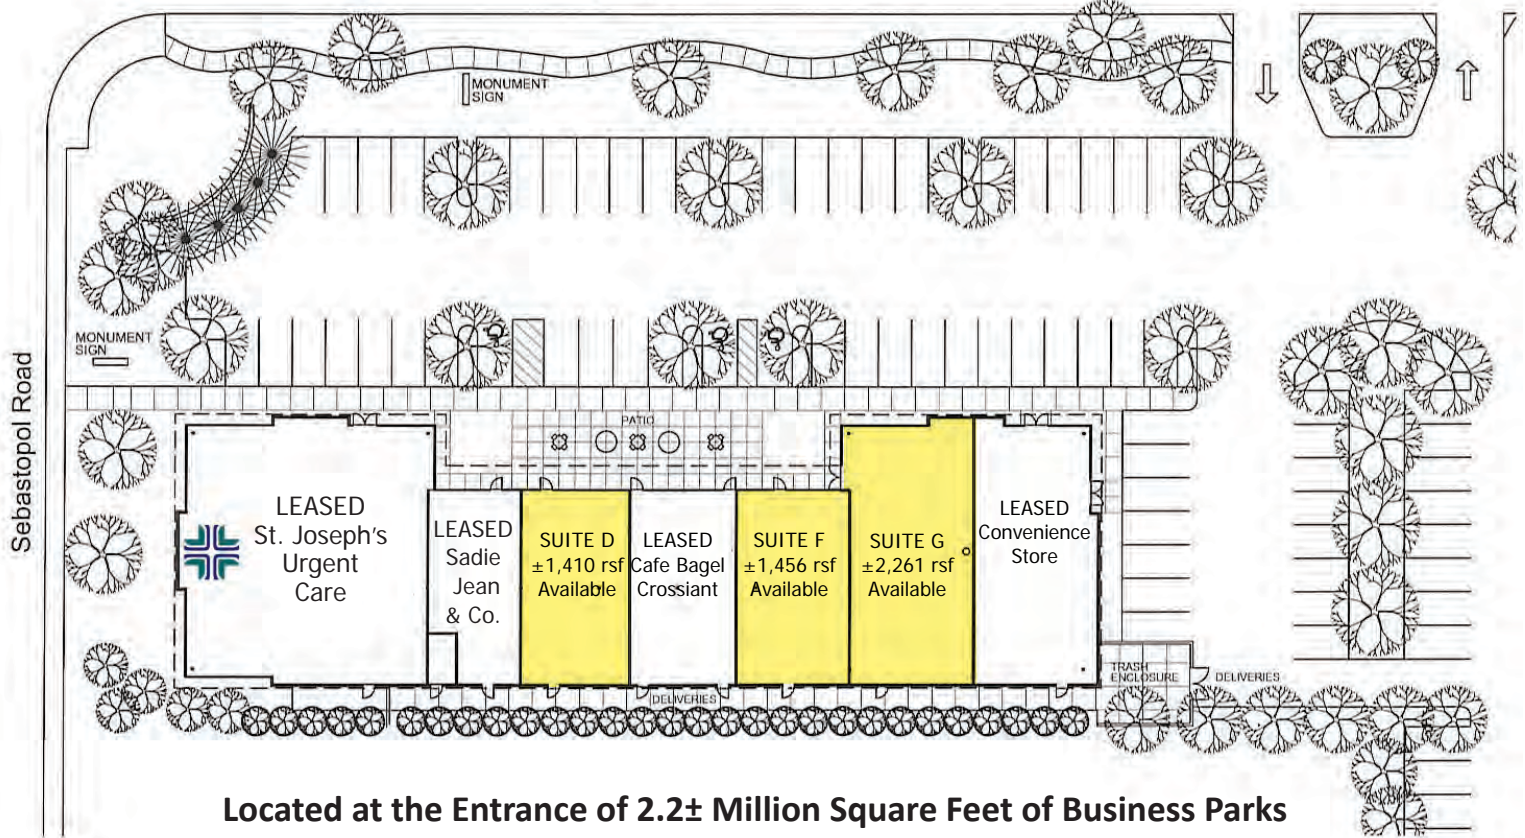 MONUMENT
SIGN
MONUMENT
SIGN
Sebastopol Road
PATIO
LEASED
St. Joseph's
Urgent
Care
LEASED
Sadie
Jean
& Co.
SUITE D
±1,410 rsf
Available
LEASED
Cafe Bagel
Crossiant
SUITE F
±1,456 rsf
Available
SUITE G
±2,261 rsf
Available
LEASED
Convenience
Store
TRASH
ENCLOSURE
DELIVERIES
DELIVERIES
Located at the Entrance of 2.2± Million Square Feet of Business Parks